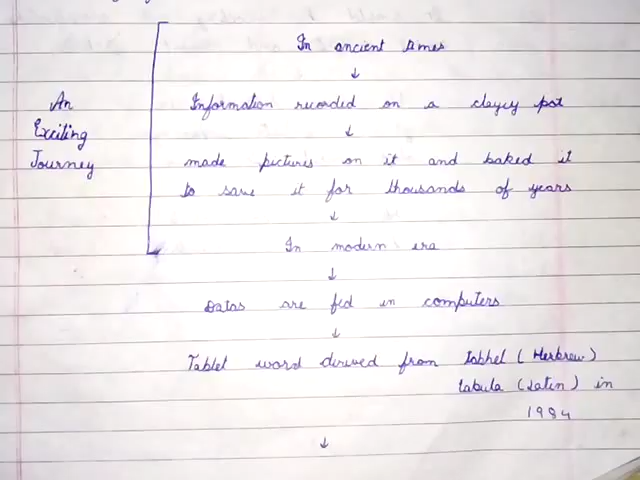 In ancient times
↓
An
Exciting
Journey
Information recorded on a clayey pot
↓
made pictures on it and baked it
to save it for thousands of years
↓
In modern era
↓
Datas are fed in computers
↓
Tablet word derived from tabhel (Herbrew)
tabula (Latin) in
1984
↓